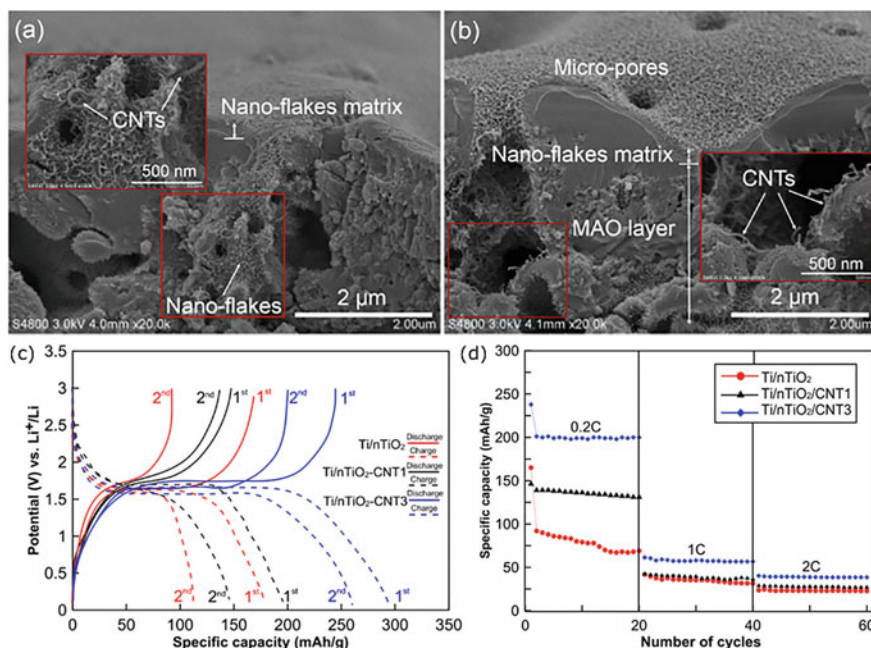 (a)
CNTs
Nano-flakes matrix
500 nm
Nano-flakes
2 µm
S4800 3.0kV 4.0mm x20.0k
2.00um
(b)
Micro-pores
Nano-flakes matrix
CNTs
MAO layer
500 nm
2 µm
S4800 3.0kV 4.1mm x20.0k
2.00um
(c)
3.5
3
2.5
2
1.5
1
0.5
0
Potential (V) vs. Li⁺/Li
2nd
2nd
1st
1st
2nd
1st
Discharge
Ti/nTiO₂
Charge
Discharge
Ti/nTiO₂-CNT1
Charge
Discharge
Ti/nTiO₂-CNT3
Charge
2nd
2nd
1st
1st
2nd
1st
0 50 100 150 200 250 300 350
Specific capacity (mAh/g)
(d)
300
250
200
150
100
50
0
Specific capacity (mAh/g)
Ti/nTiO₂
Ti/nTiO₂/CNT1
Ti/nTiO₂/CNT3
0.2C
1C
2C
0 20 40 60
Number of cycles